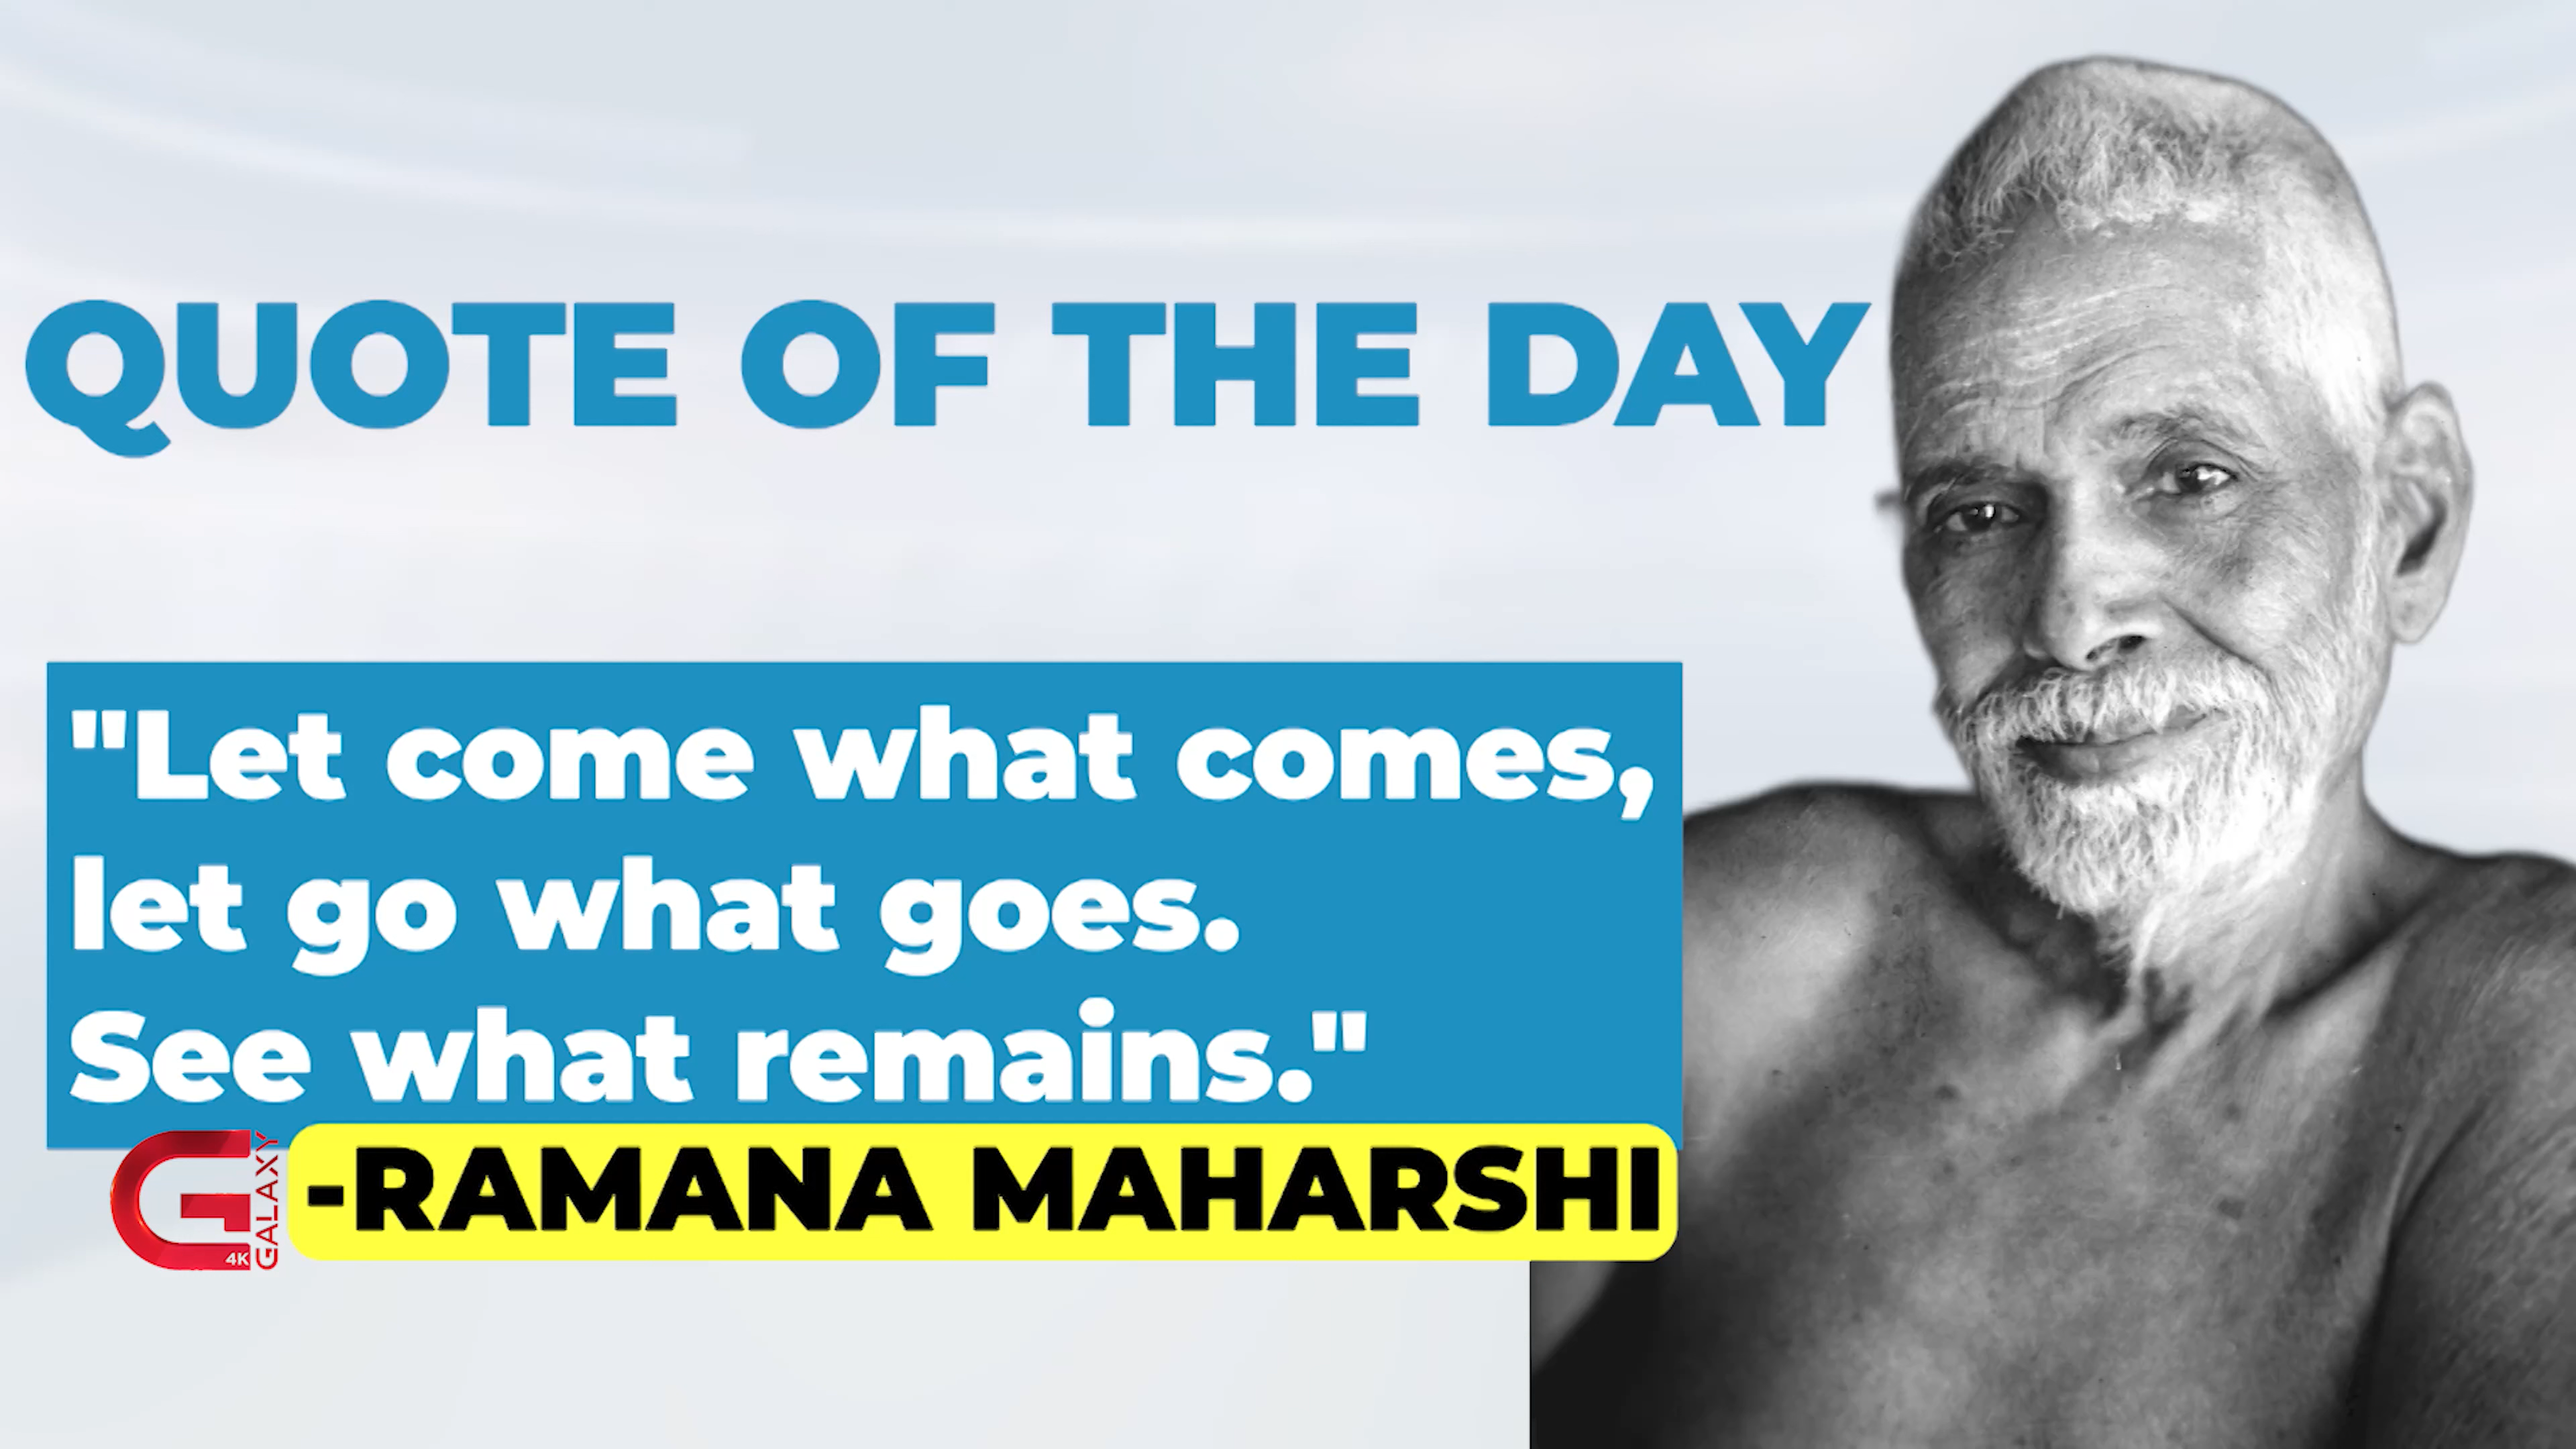 QUOTE OF THE DAY
"Let come what comes,
let go what goes.
See what remains."
-RAMANA MAHARSHI
G
4K
GALAXY